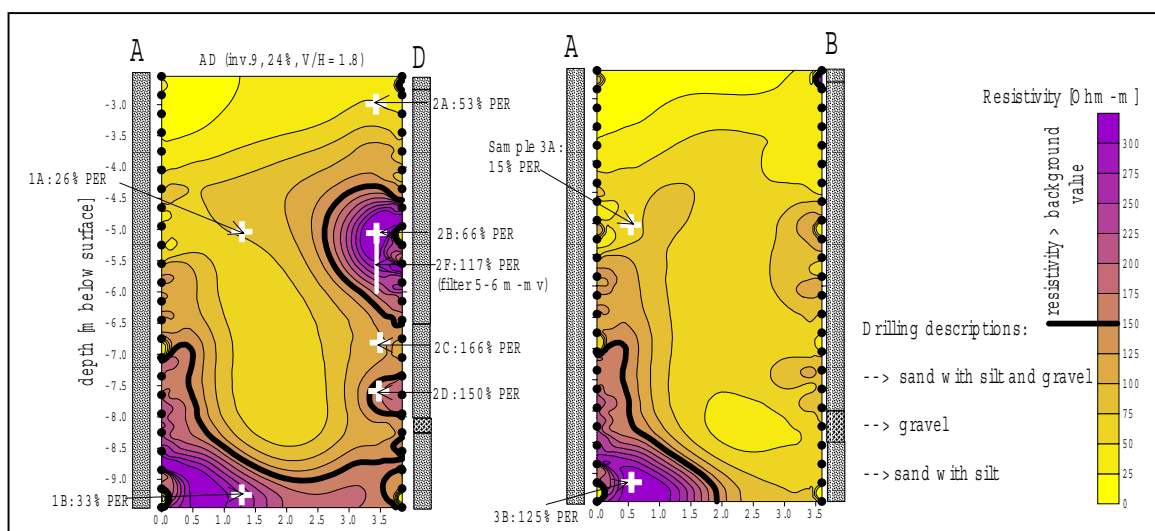 A
AD (inv.9, 24%, V/H = 1.8)
D
A
B
Resistivity [Ohm-m]
-3.0
-3.5
-4.0
-4.5
-5.0
-5.5
-6.0
-6.5
-7.0
-7.5
-8.0
-8.5
-9.0
depth [m below surface]
0.0 0.5 1.0 1.5 2.0 2.5 3.0 3.5
1A:26% PER
1B:33% PER
2A:53% PER
2B:66% PER
2F:117% PER
(filter 5-6 m-mv)
2C:166% PER
2D:150% PER
Sample 3A:
15% PER
3B:125% PER
0.0 0.5 1.0 1.5 2.0 2.5 3.0 3.5
300
275
250
225
200
175
150
125
100
75
50
25
0
resistivity > background
value
Drilling descriptions:
--> sand with silt and gravel
--> gravel
--> sand with silt